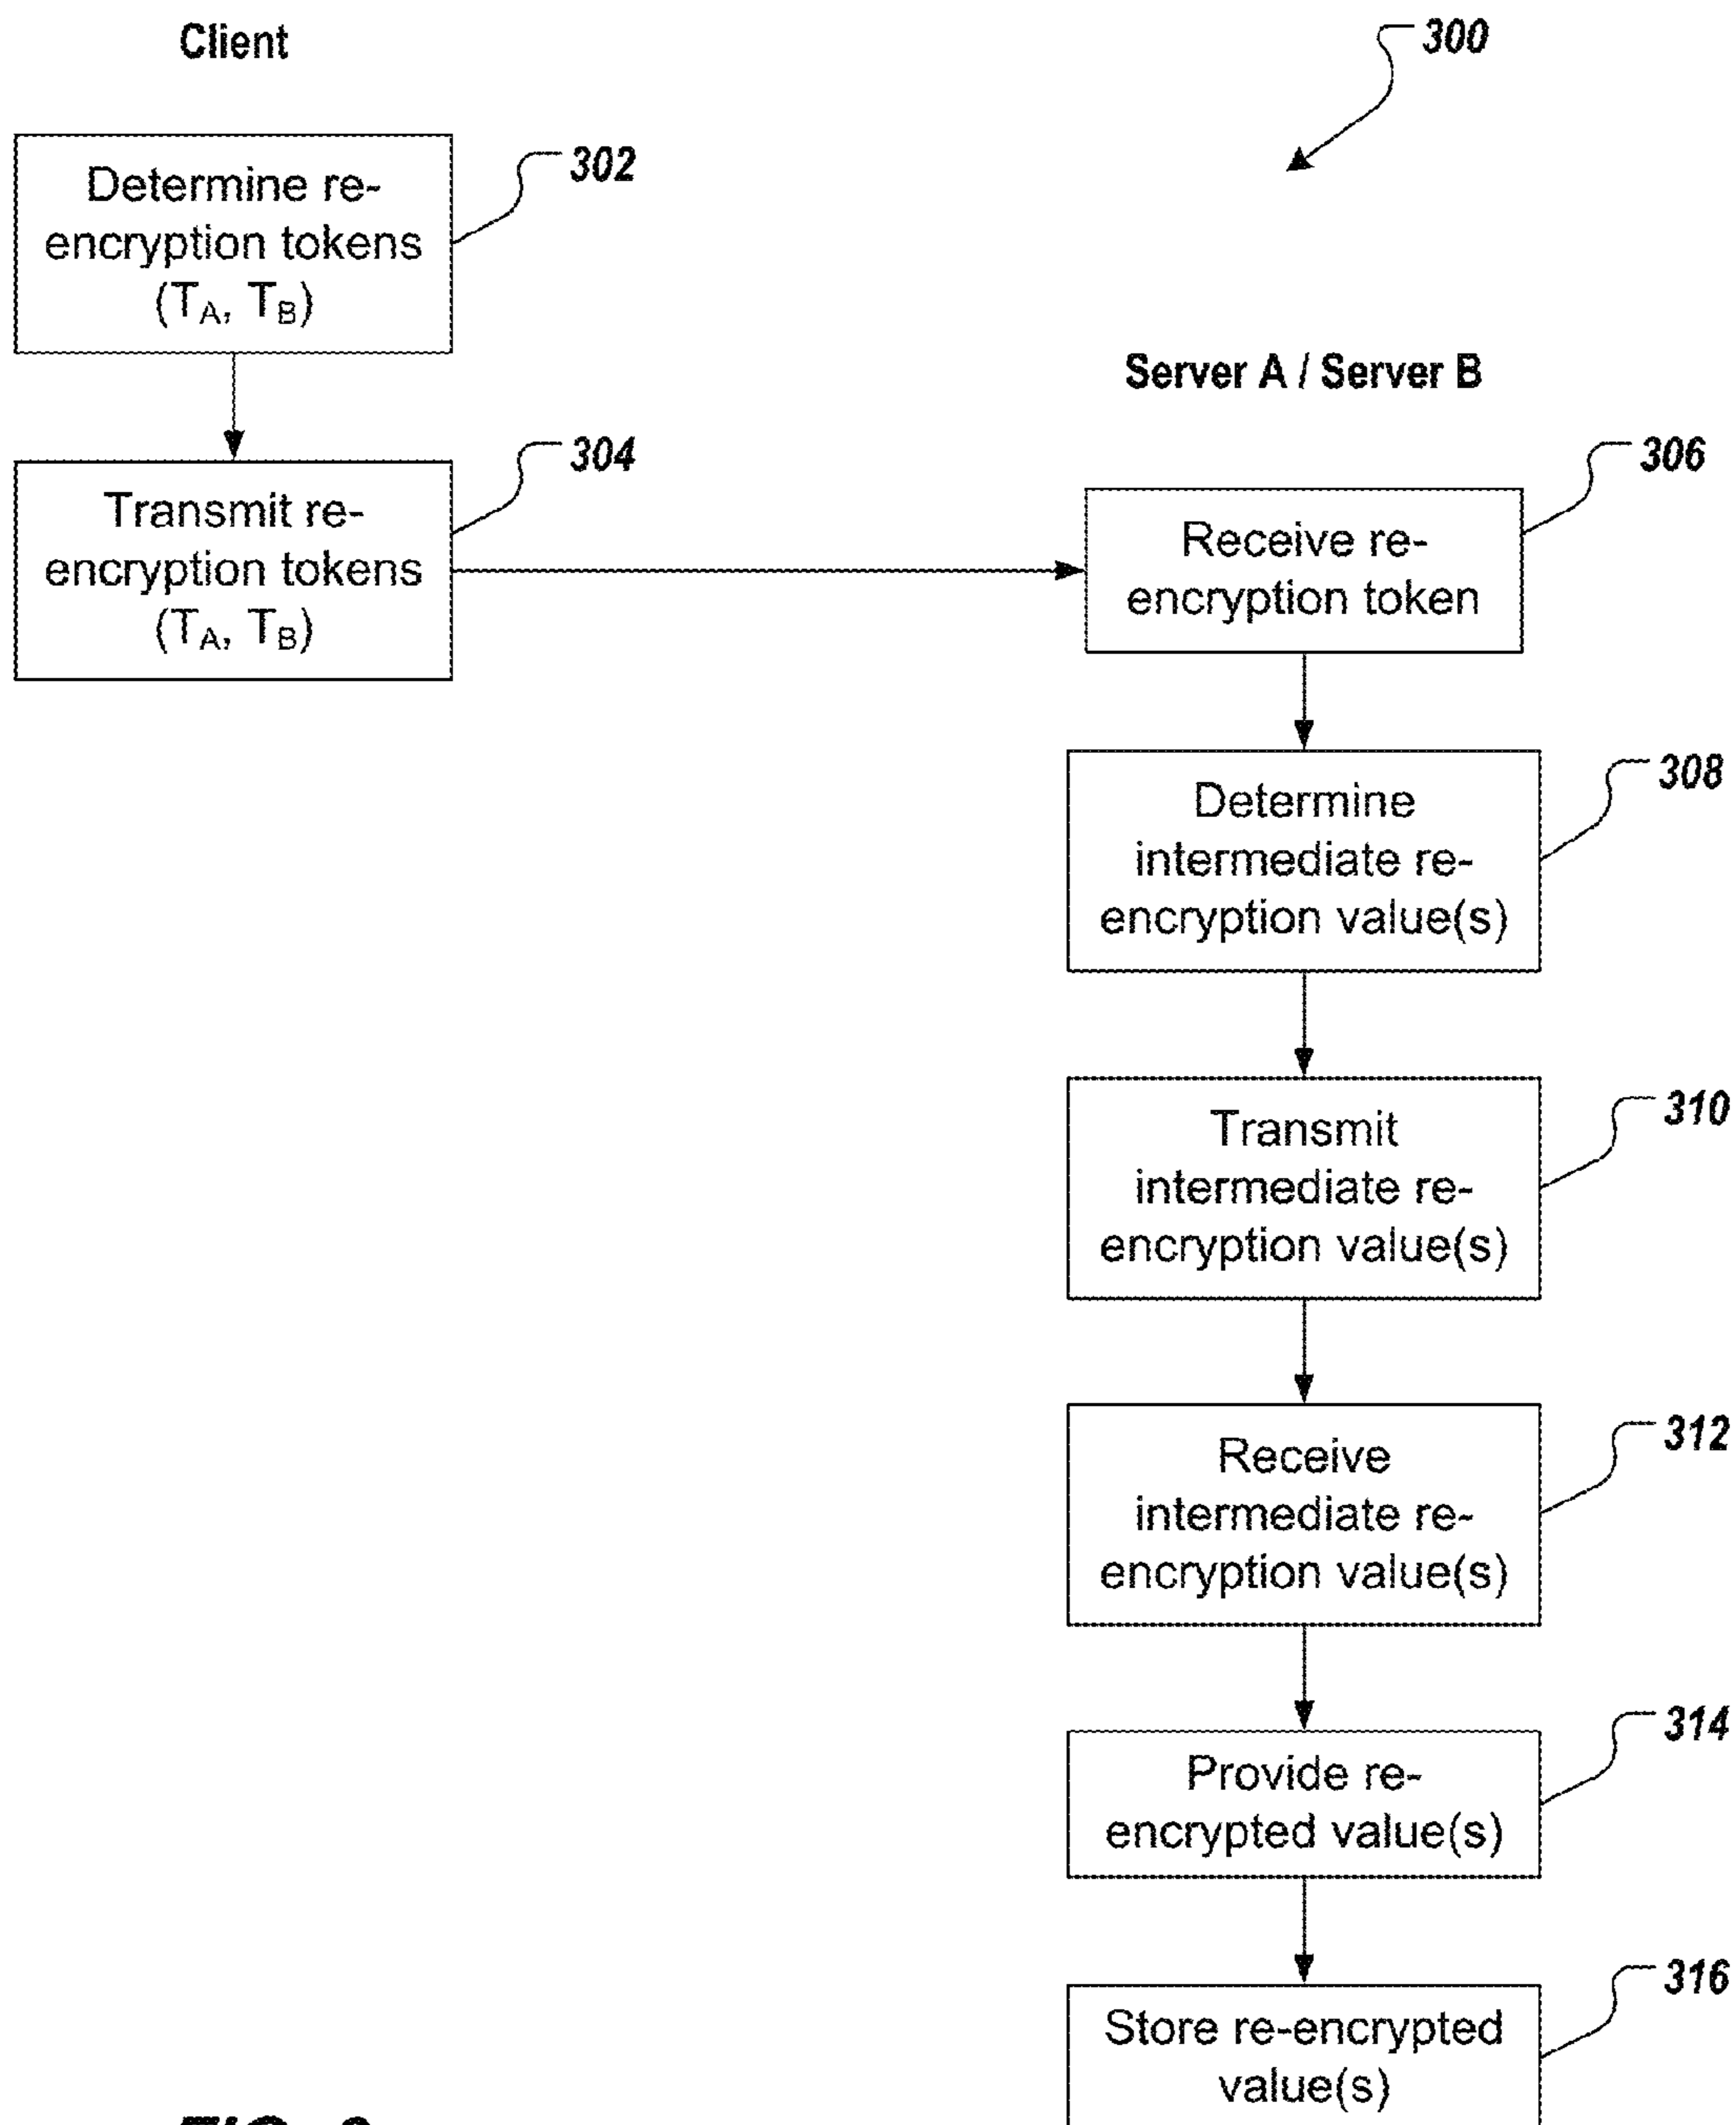 Client
300
Determine re-
encryption tokens
(TA, TB)
302
Transmit re-
encryption tokens
(TA, TB)
304
Server A / Server B
Receive re-
encryption token
306
Determine
intermediate re-
encryption value(s)
308
Transmit
intermediate re-
encryption value(s)
310
Receive
intermediate re-
encryption value(s)
312
Provide re-
encrypted value(s)
314
Store re-encrypted
value(s)
316